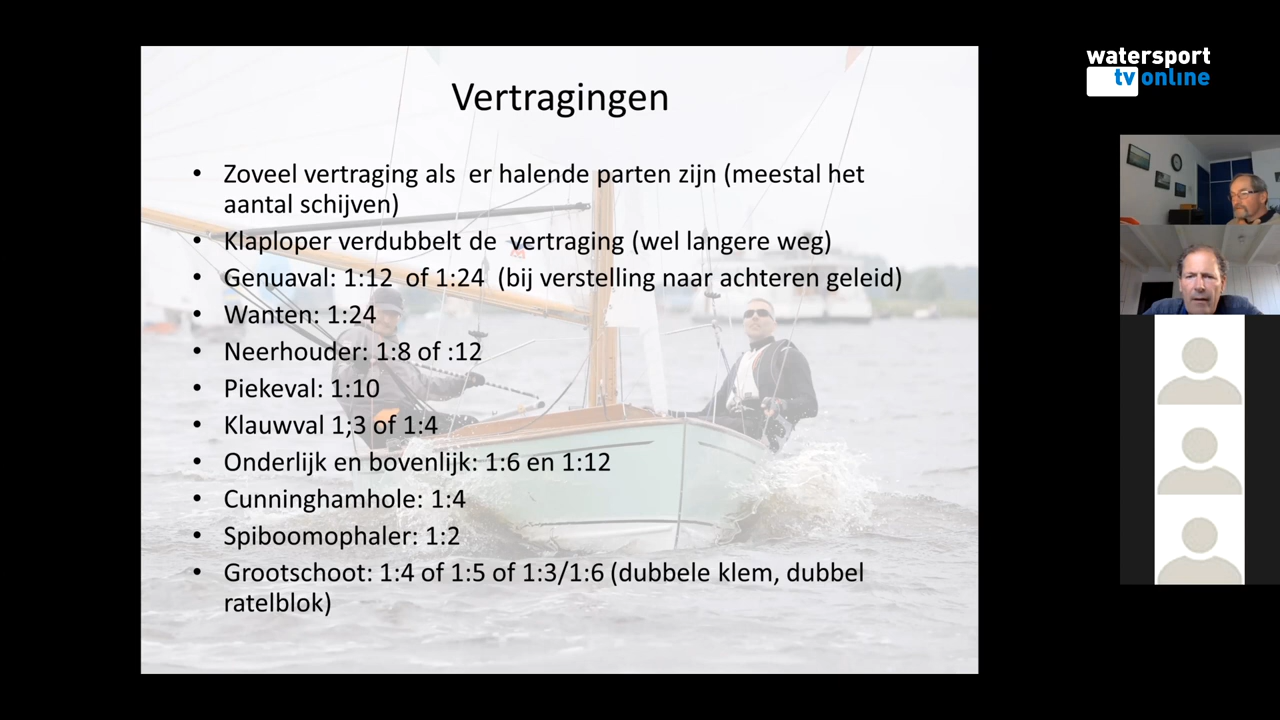 Vertragingen
• Zoveel vertraging als  er halende parten zijn (meestal het
aantal schijven)
• Klaploper verdubbelt de  vertraging (wel langere weg)
• Genuaval: 1:12  of 1:24  (bij verstelling naar achteren geleid)
• Wanten: 1:24
• Neerhouder: 1:8 of :12
• Piekeval: 1:10
• Klauwval 1;3 of 1:4
• Onderlijk en bovenlijk: 1:6 en 1:12
• Cunninghamhole: 1:4
• Spiboomophaler: 1:2
• Grootschoot: 1:4 of 1:5 of 1:3/1:6 (dubbele klem, dubbel
ratelblok)
watersport
tv online